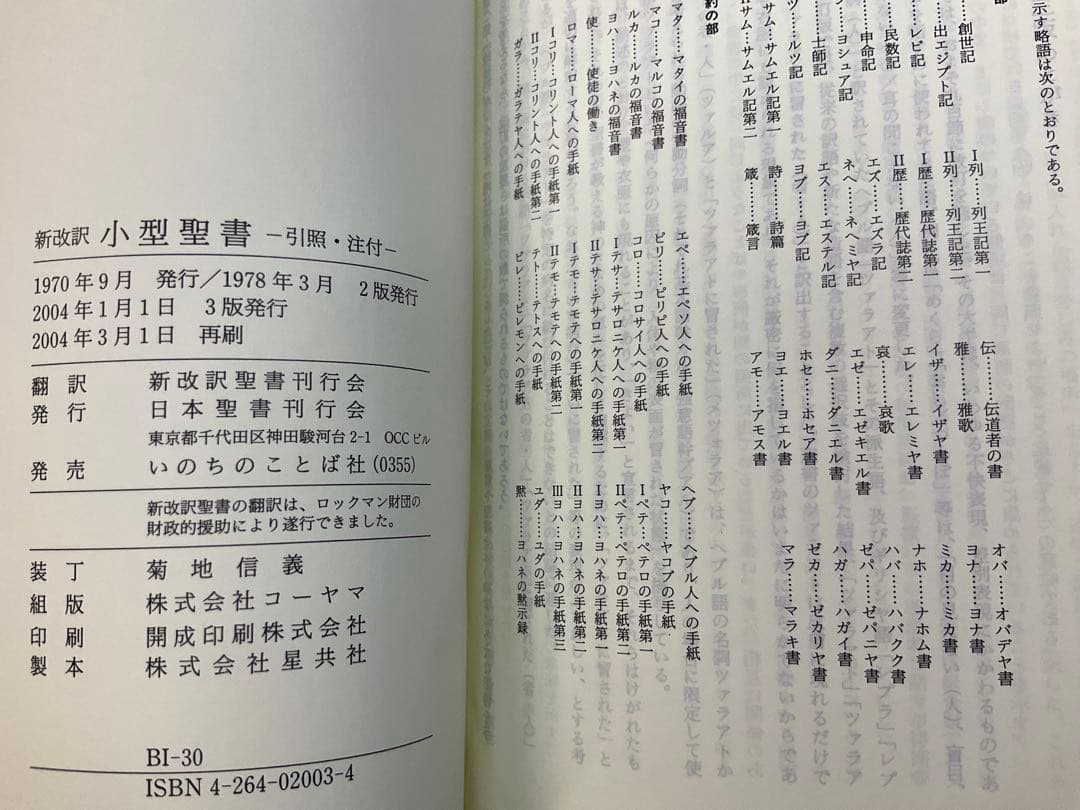 新改訳 小型聖書 −引照・注付−
1970年9月 発行/1978年3月 2版発行
2004年1月1日 3版発行
2004年3月1日 再刷
翻訳 新改訳聖書刊行会
発行 日本聖書刊行会
東京都千代田区神田駿河台2-1 OCCビル
発売 いのちのことば社(0355)
新改訳聖書の翻訳は、ロックマン財団の
財政的援助により遂行できました。
装丁 菊地信義
組版 株式会社コーヤマ
印刷 開成印刷株式会社
製本 株式会社星共社
BI-30
ISBN 4-264-02003-4
示す略語は次のとおりである。
部
創世記
出エジプト記
レビ記
民数記
申命記
ヨシュア記
士師記
ツ……ルツ記
サム……サムエル記第一
Ⅱサム……サムエル記第二
Ⅰ列……列王記第一
Ⅱ列……列王記第二
Ⅰ歴……歴代誌第一
Ⅱ歴……歴代誌第二
エズ……エズラ記
ネヘ……ネヘミヤ記
エス……エステル記
ヨブ……ヨブ記
詩……詩篇
箴……箴言
伝……伝道者の書
雅……雅歌
イザ……イザヤ書
エレ……エレミヤ書
哀……哀歌
エゼ……エゼキエル書
ダニ……ダニエル書
ホセ……ホセア書
ヨエ……ヨエル書
アモ……アモス書
オバ……オバデヤ書
ヨナ……ヨナ書
ミカ……ミカ書
ナホ……ナホム書
ハバ……ハバクク書
ゼパ……ゼパニヤ書
ハガ……ハガイ書
ゼカ……ゼカリヤ書
マラ……マラキ書
約の部
マタ……マタイの福音書
マコ……マルコの福音書
ルカ……ルカの福音書
ヨハ……ヨハネの福音書
使……使徒の働き
ロマ……ローマ人への手紙
Ⅰコリ……コリント人への手紙第一
Ⅱコリ……コリント人への手紙第二
ガラ……ガラテヤ人への手紙
エペ……エペソ人への手紙
ピリ……ピリピ人への手紙
コロ……コロサイ人への手紙
Ⅰテサ……テサロニケ人への手紙第一
Ⅱテサ……テサロニケ人への手紙第二
Ⅰテモ……テモテへの手紙第一
Ⅱテモ……テモテへの手紙第二
テト……テトスへの手紙
ピレ……ピレモンへの手紙
ヘブ……ヘブル人への手紙
ヤコ……ヤコブの手紙
Ⅰペテ……ペテロの手紙第一
Ⅱペテ……ペテロの手紙第二
Ⅰヨハ……ヨハネの手紙第一
Ⅱヨハ……ヨハネの手紙第二
Ⅲヨハ……ヨハネの手紙第三
ユダ……ユダの手紙
黙……ヨハネの黙示録